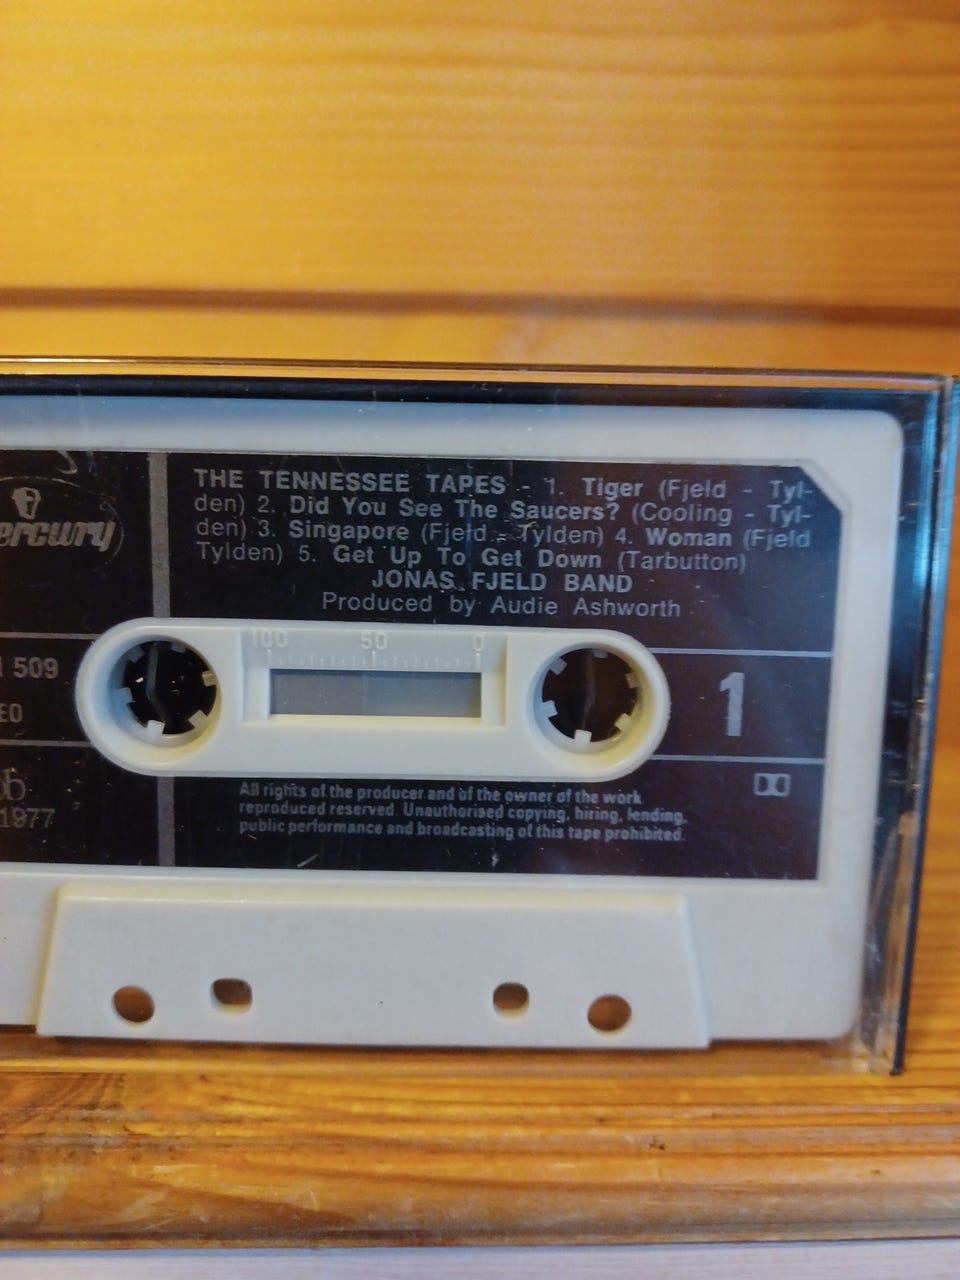 THE TENNESSEE TAPES - 1. Tiger (Fjeld - Tyl-
den) 2. Did You See The Saucers? (Cooling - Tyl-
den) 3. Singapore (Fjeld - Tylden) 4. Woman (Fjeld
Tylden) 5. Get Up To Get Down (Tarbutton)
JONAS FJELD BAND
Produced by Audie Ashworth
ercury
100 50 0
509
EO
1
1977
All rights of the producer and of the owner of the work
reproduced reserved. Unauthorised copying, hiring, lending,
public performance and broadcasting of this tape prohibited.